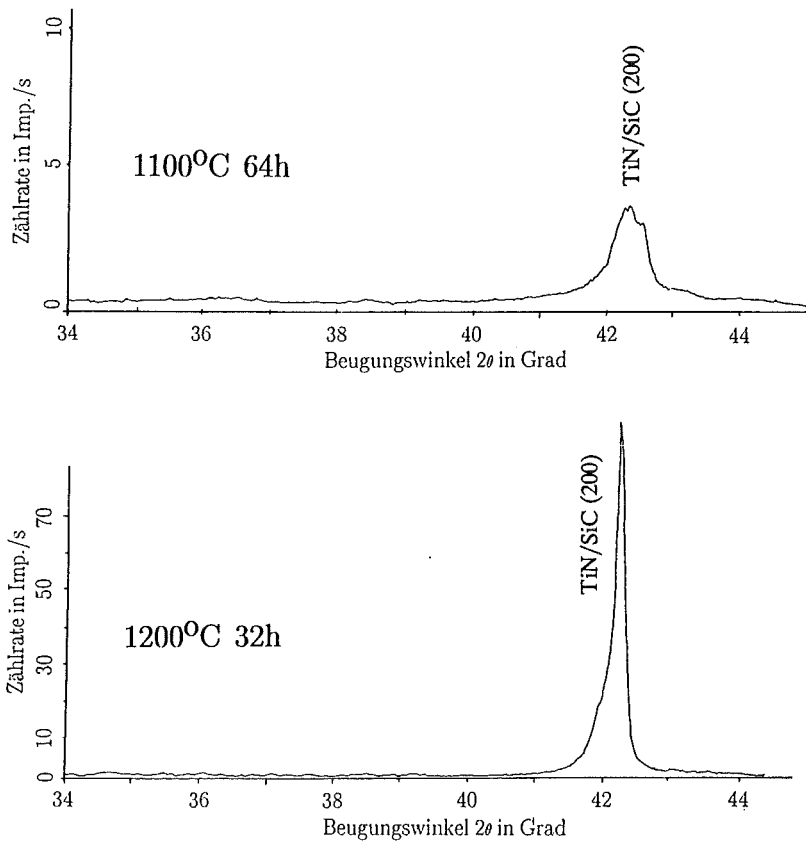 10
Zählrate in Imp./s
5
0
1100°C 64h
TiN/SiC (200)
34 36 38 40 42 44
Beugungswinkel 2θ in Grad
Zählrate in Imp./s
70
50
30
10
0
1200°C 32h
TiN/SiC (200)
34 36 38 40 42 44
Beugungswinkel 2θ in Grad